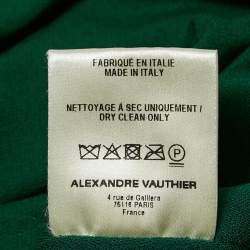 FABRIQUÉ EN ITALIE
MADE IN ITALY
NETTOYAGE À SEC UNIQUEMENT /
DRY CLEAN ONLY
P
ALEXANDRE VAUTHIER
4 rue de Galliera
75116 PARIS
France